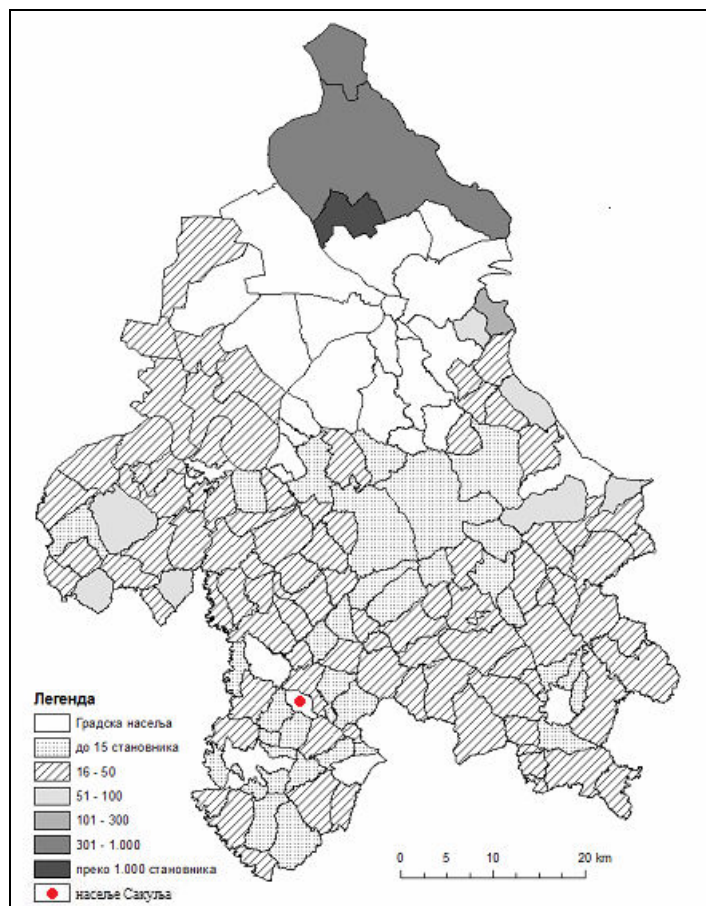 Легенда
Градска насеља
до 15 становника
16 - 50
51 - 100
101 - 300
301 - 1.000
преко 1.000 становника
насеље Сакуља
0 5 10 20 km